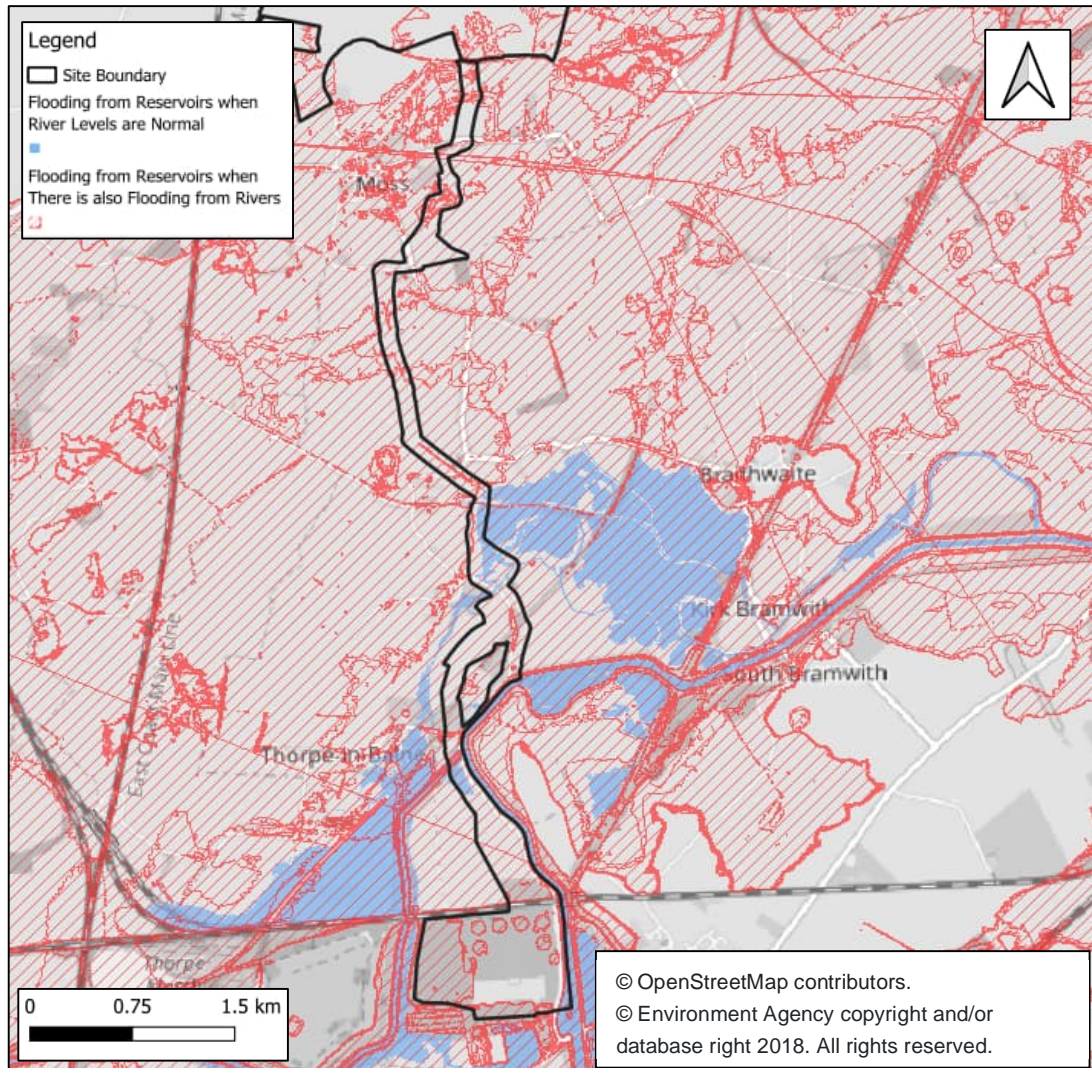 Legend
Site Boundary
Flooding from Reservoirs when
River Levels are Normal
Flooding from Reservoirs when
There is also Flooding from Rivers
Moss
Braithwaite
Kirk Bramwith
South Bramwith
East Coast Main Line
Thorpe-in-Balne
Thorpe
Marsh
0 0.75 1.5 km
© OpenStreetMap contributors.
© Environment Agency copyright and/or
database right 2018. All rights reserved.